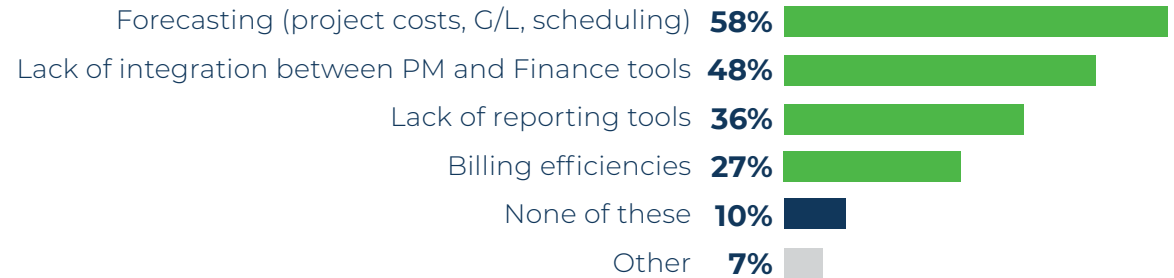 Forecasting (project costs, G/L, scheduling) 58%
Lack of integration between PM and Finance tools 48%
Lack of reporting tools 36%
Billing efficiencies 27%
None of these 10%
Other 7%